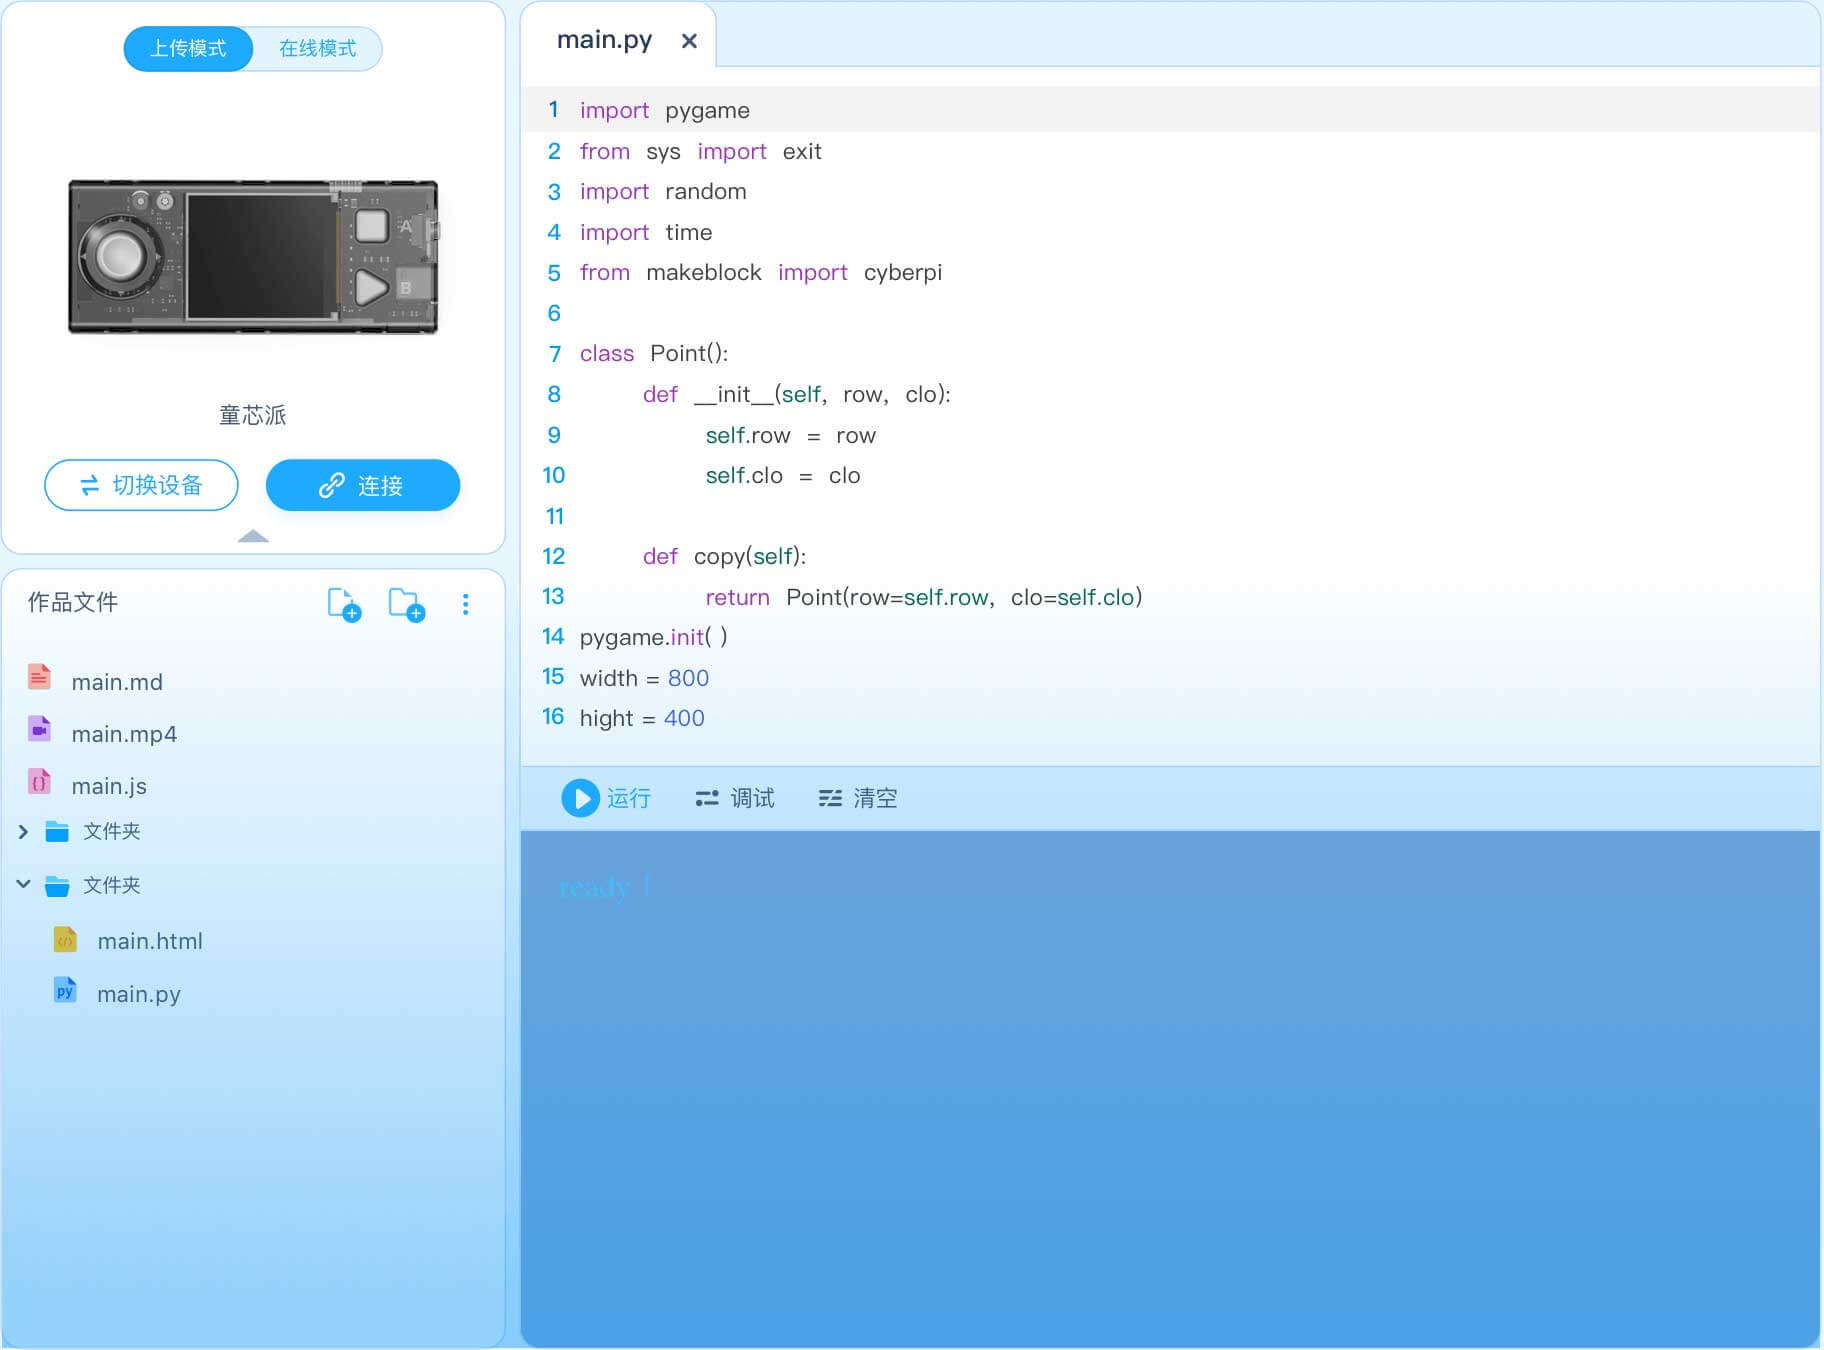 上传模式 在线模式
A
B
童芯派
切换设备 连接
作品文件
main.md
main.mp4
main.js
文件夹
文件夹
main.html
py main.py
main.py
1 import pygame
2 from sys import exit
3 import random
4 import time
5 from makeblock import cyberpi
6
7 class Point():
8 def __init__(self, row, clo):
9 self.row = row
10 self.clo = clo
11
12 def copy(self):
13 return Point(row=self.row, clo=self.clo)
14 pygame.init( )
15 width = 800
16 hight = 400
运行 调试 清空
ready !